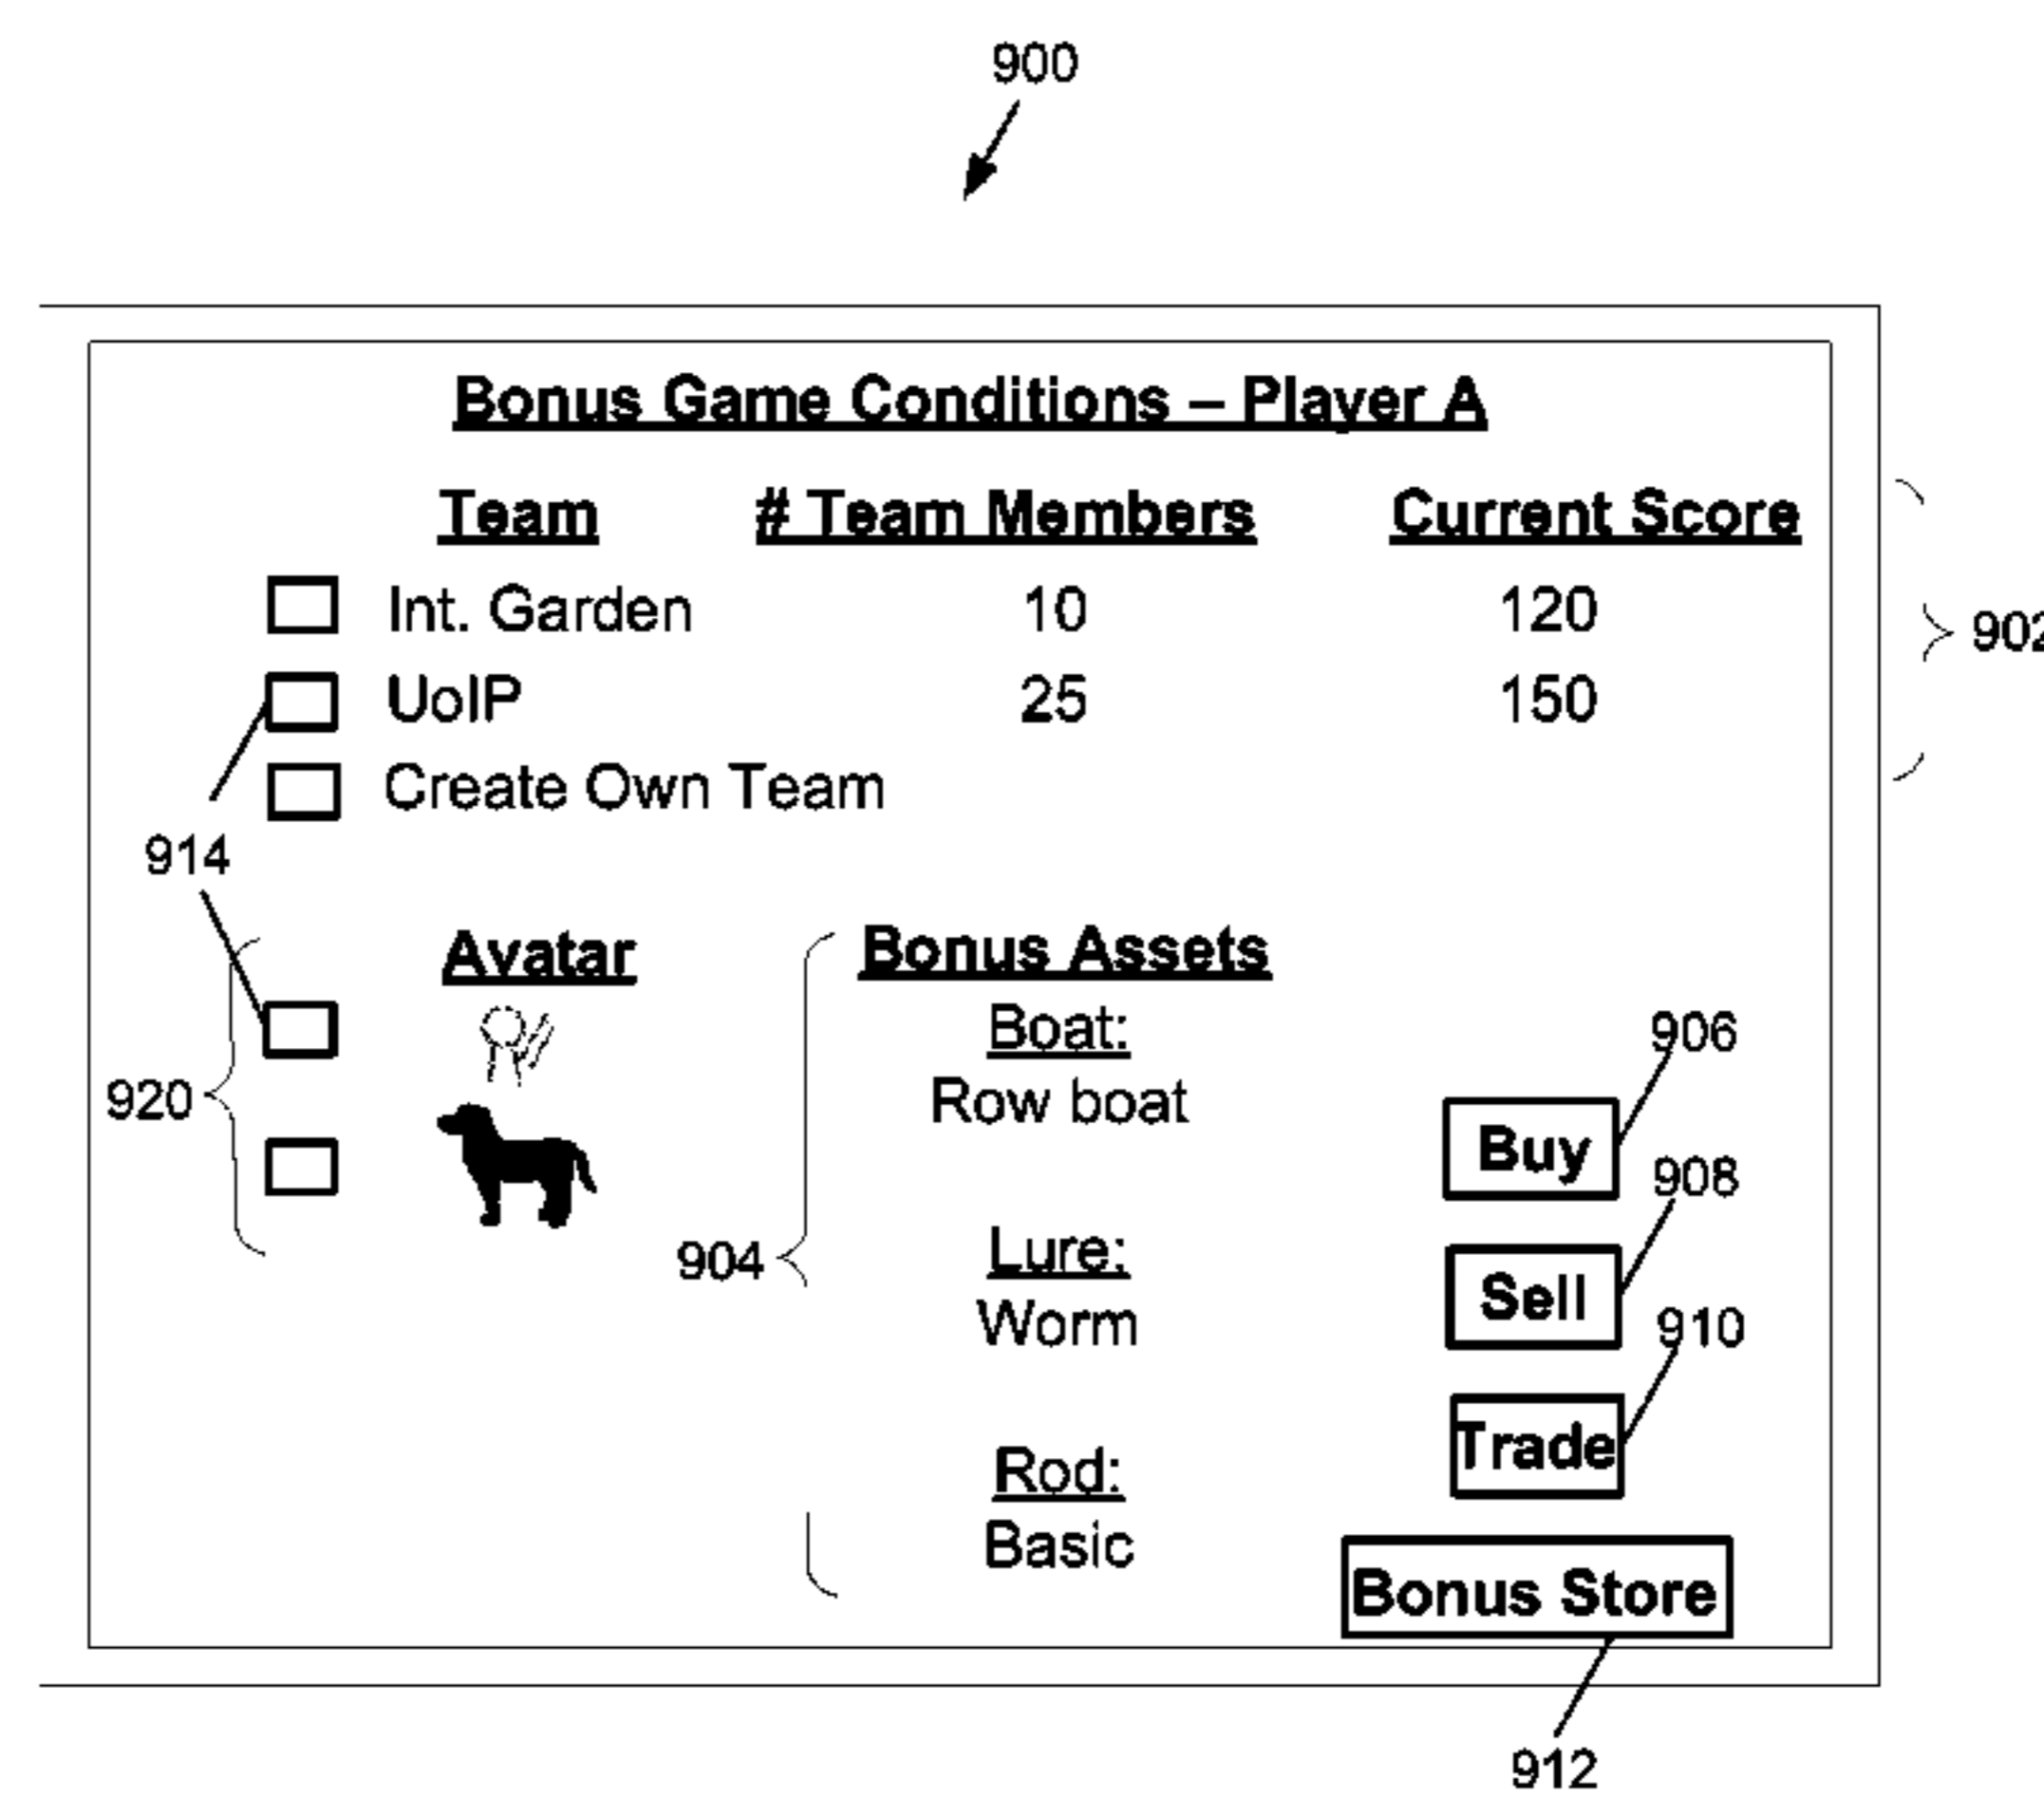 900
Bonus Game Conditions – Player A
Team # Team Members Current Score
Int. Garden 10 120
902
UoIP 25 150
Create Own Team
914
Avatar Bonus Assets
Boat:
906
920
Row boat
Buy
908
904
Lure:
Sell
Worm
910
Trade
Rod:
Basic
Bonus Store
912